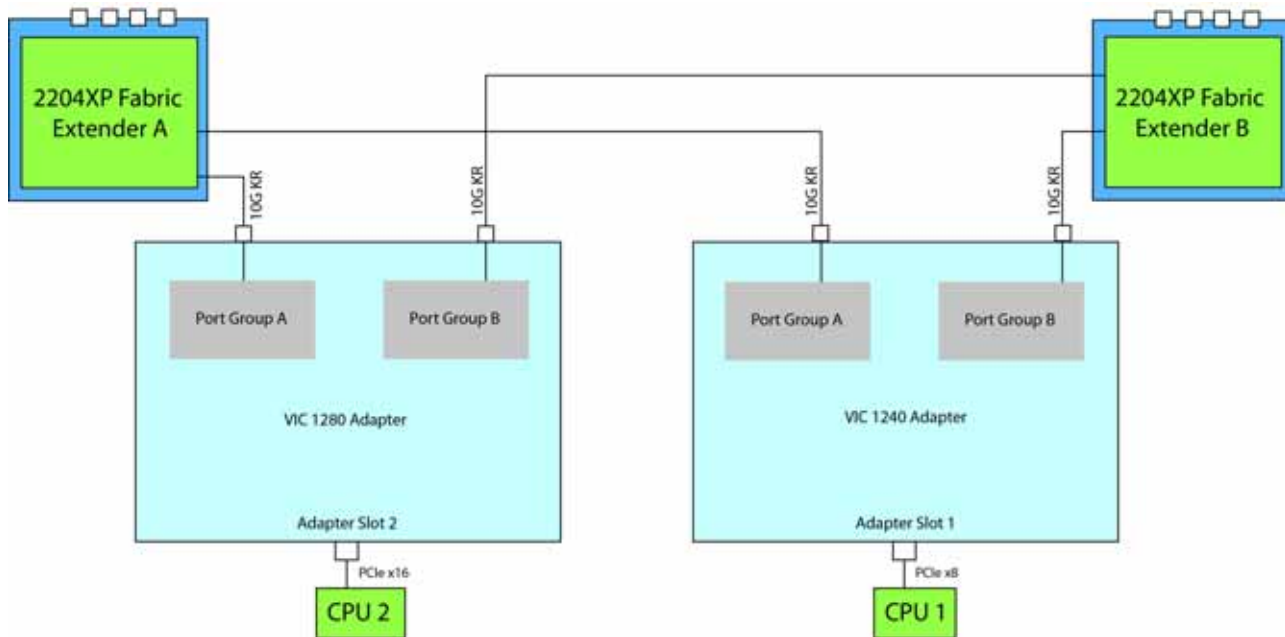 2204XP Fabric
Extender A
2204XP Fabric
Extender B
10G KR
10G KR
10G KR
10G KR
Port Group A
Port Group B
Port Group A
Port Group B
VIC 1280 Adapter
VIC 1240 Adapter
Adapter Slot 2
Adapter Slot 1
PCIe x16
PCIe x8
CPU 2
CPU 1